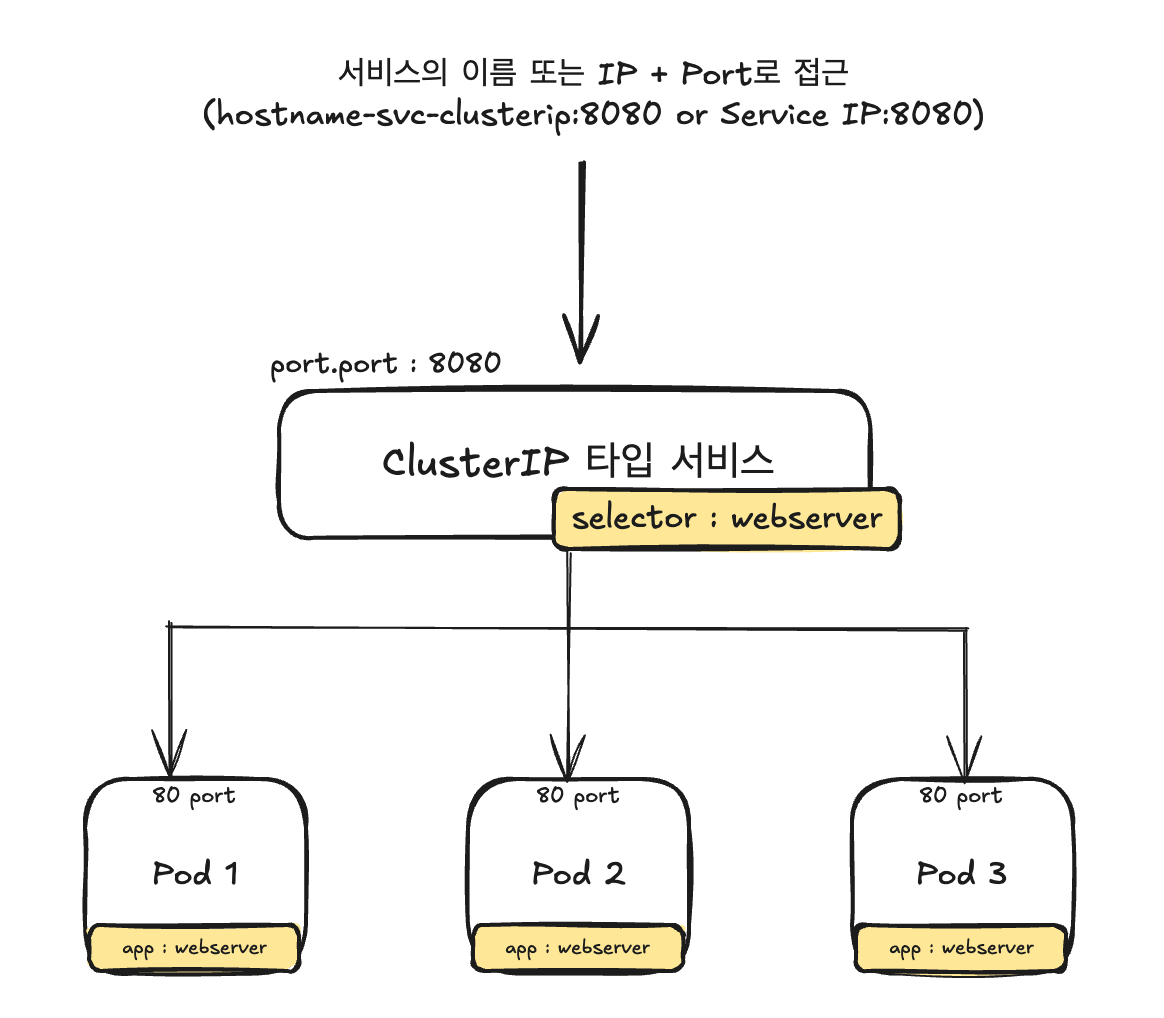 서비스의 이름 또는 IP + Port로 접근
(hostname-svc-clusterip:8080 or Service IP:8080)
port.port : 8080
ClusterIP 타입 서비스
selector : webserver
80 port
80 port
80 port
Pod 1
Pod 2
Pod 3
app : webserver
app : webserver
app : webserver